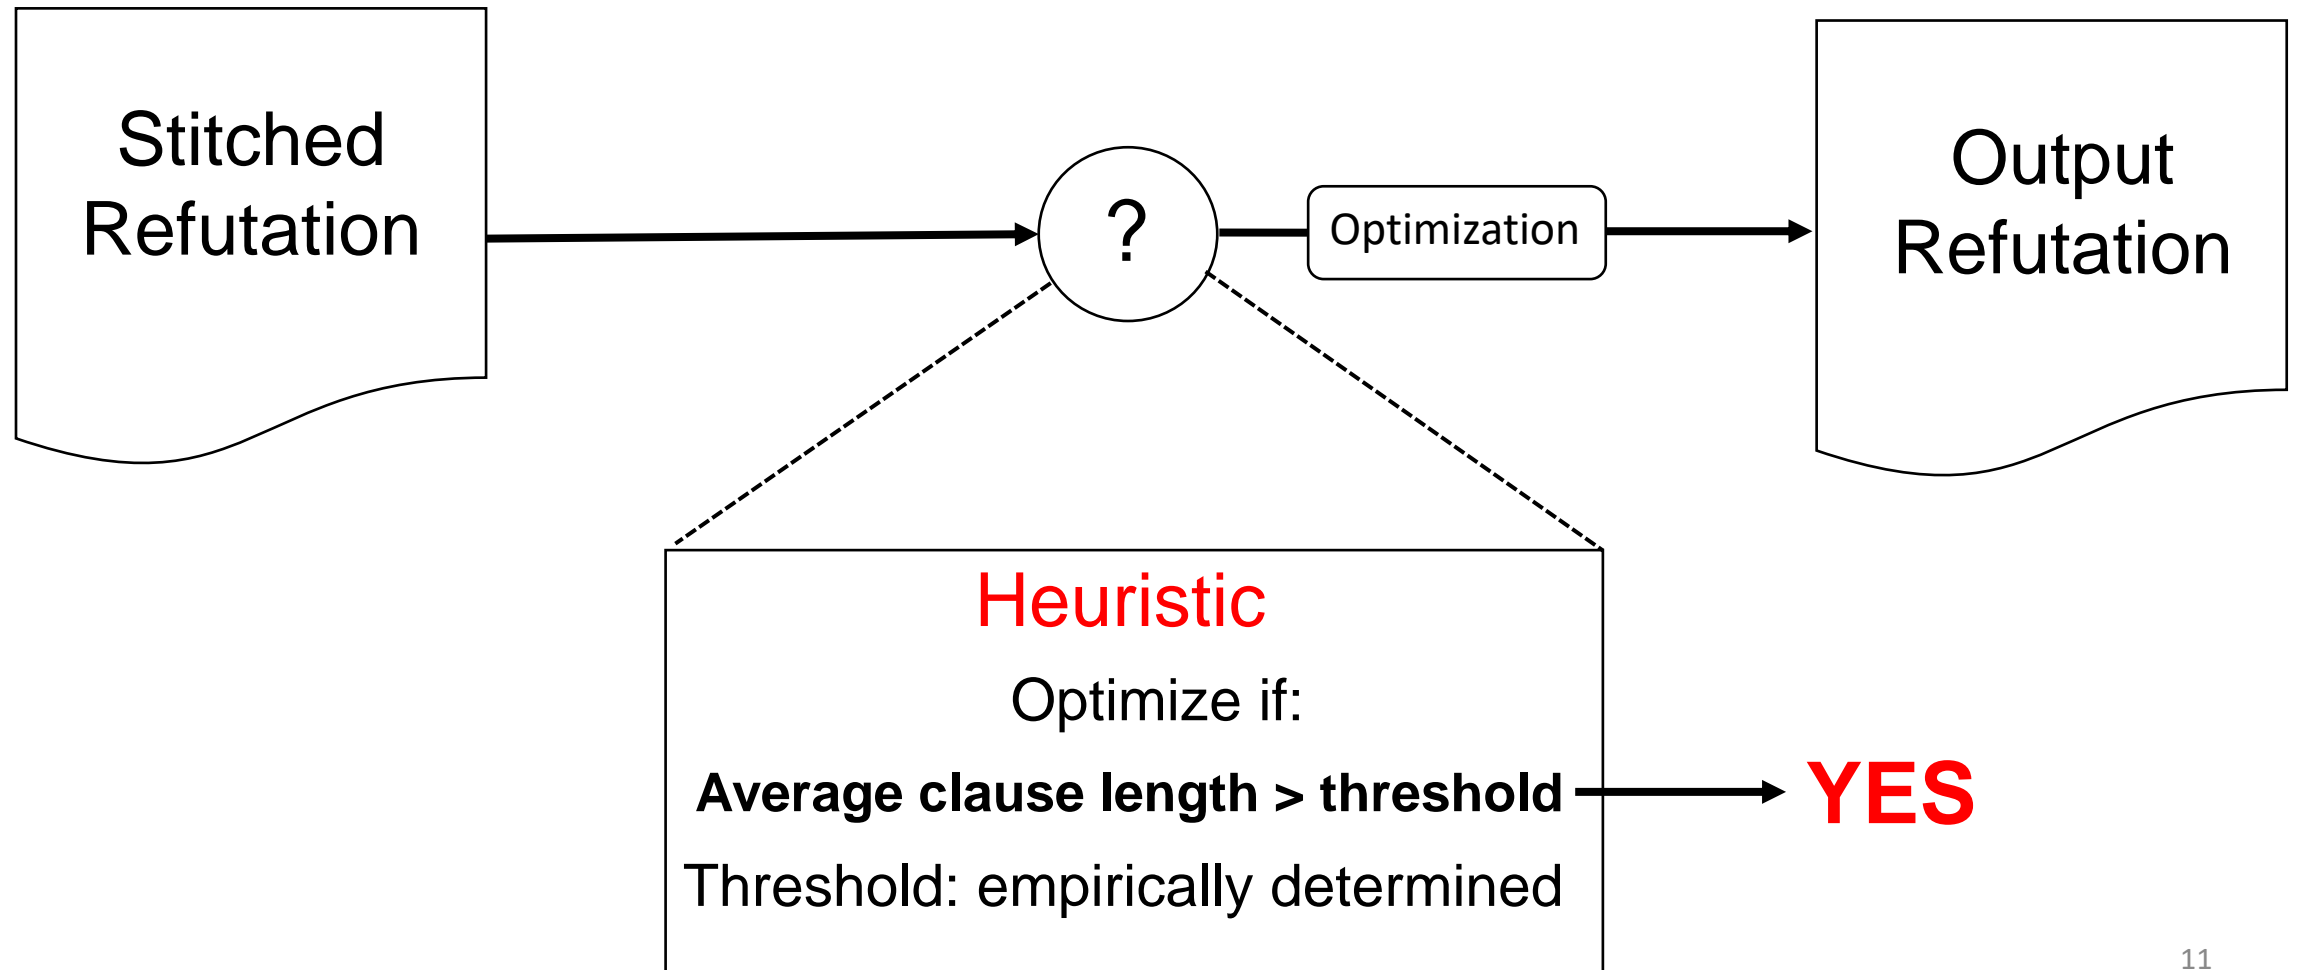 Stitched
Refutation
?
Optimization
Output
Refutation
Heuristic
Optimize if:
Average clause length > threshold
YES
Threshold: empirically determined
11